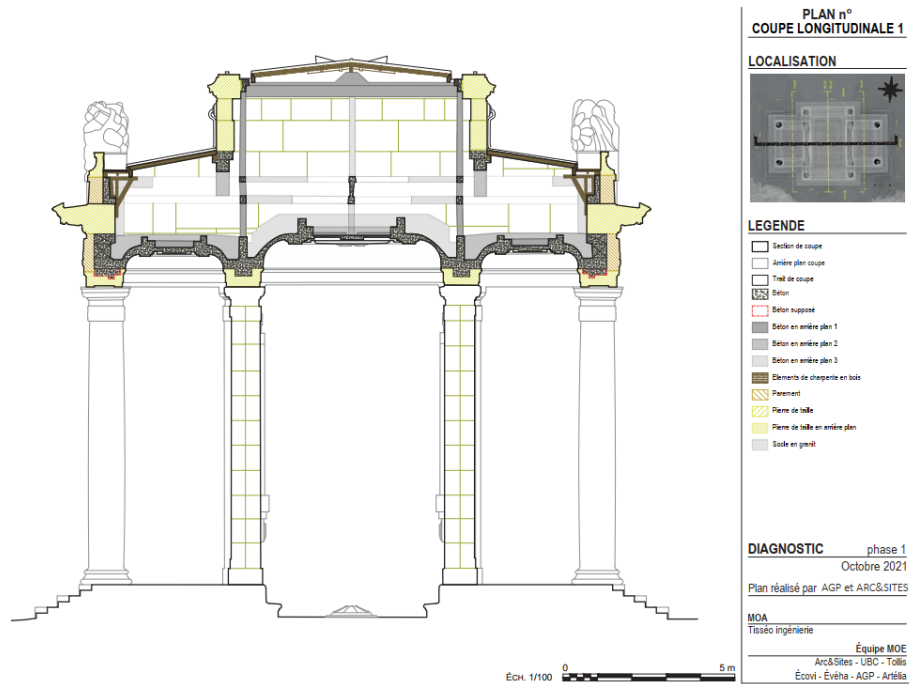 PLAN n°
COUPE LONGITUDINALE 1
LOCALISATION
LEGENDE
Section de coupe
Arrière plan coupe
Trait de coupe
Béton
Béton supposé
Béton en arrière plan 1
Béton en arrière plan 2
Béton en arrière plan 3
Elements de charpente en bois
Parement
Pierre de taille
Pierre de taille en arrière plan
Socle en granit
DIAGNOSTIC phase 1
Octobre 2021
Plan réalisé par AGP et ARC&SITES
MOA
Tisséo ingénierie
Équipe MOE
Arc&Sites - UBC - Tollis
Écovi - Évéha - AGP - Artélia
ÉCH. 1/100 0 5 m